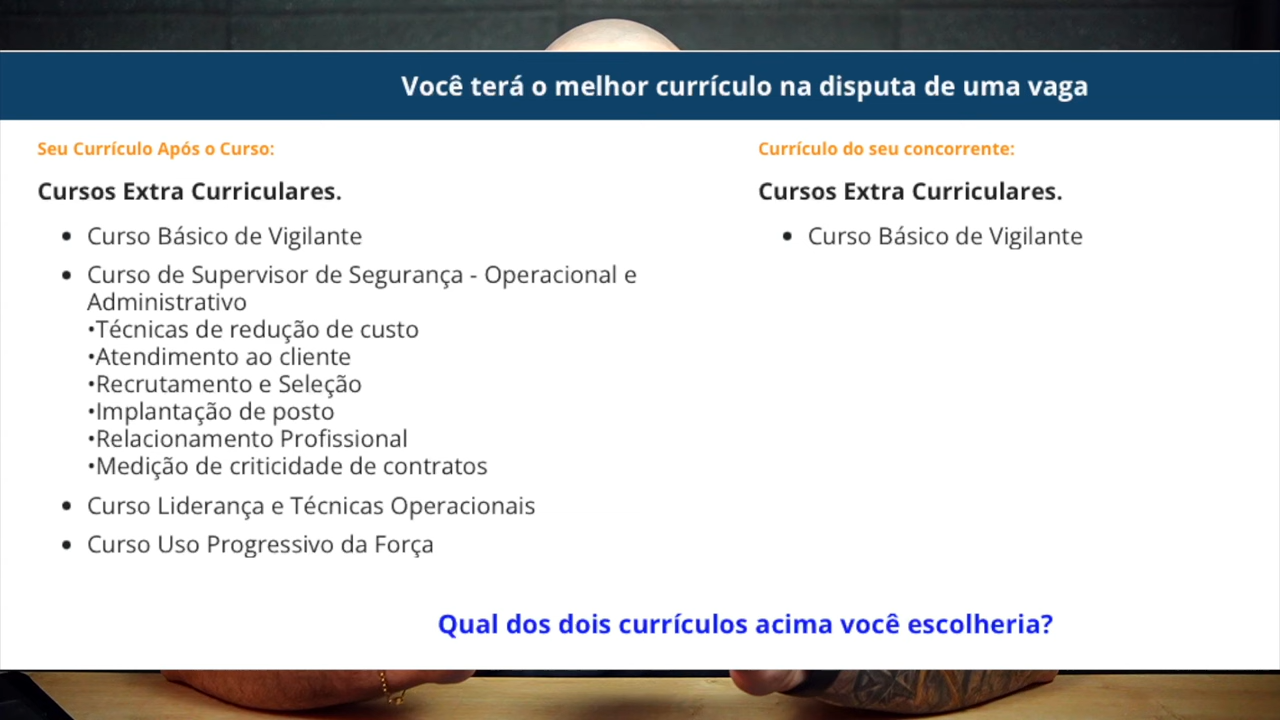 Você terá o melhor currículo na disputa de uma vaga
Seu Currículo Após o Curso:
Cursos Extra Curriculares.
• Curso Básico de Vigilante
• Curso de Supervisor de Segurança - Operacional e
Administrativo
•Técnicas de redução de custo
•Atendimento ao cliente
•Recrutamento e Seleção
•Implantação de posto
•Relacionamento Profissional
•Medição de criticidade de contratos
• Curso Liderança e Técnicas Operacionais
• Curso Uso Progressivo da Força
Currículo do seu concorrente:
Cursos Extra Curriculares.
• Curso Básico de Vigilante
Qual dos dois currículos acima você escolheria?